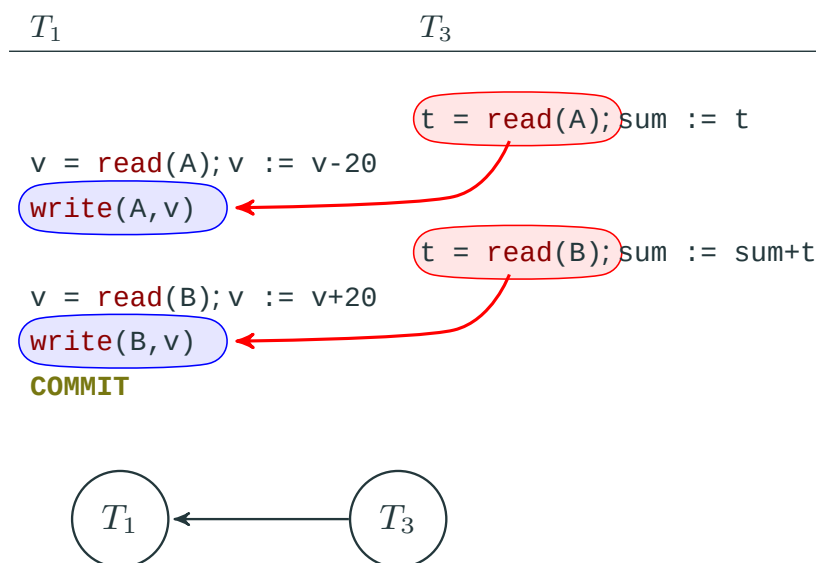 T₁ T₃
t = read(A); sum := t
v = read(A); v := v-20
write(A,v)
t = read(B); sum := sum+t
v = read(B); v := v+20
write(B,v)
COMMIT
T₁ T₃